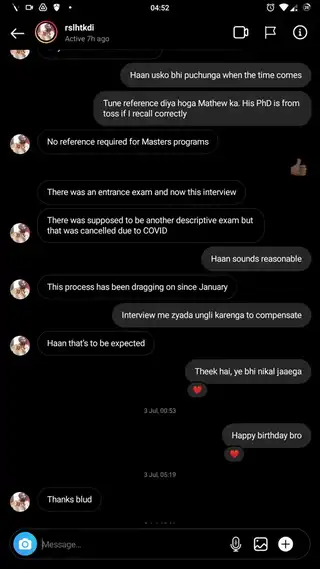 04:52
rslhtkdi
Active 7h ago
Haan usko bhi puchunga when the time comes
Tune reference diya hoga Mathew ka. His PhD is from
toss if I recall correctly
No reference required for Masters programs
There was an entrance exam and now this interview
There was supposed to be another descriptive exam but
that was cancelled due to COVID
Haan sounds reasonable
This process has been dragging on since January
Interview me zyada ungli karenga to compensate
Haan that's to be expected
Theek hai, ye bhi nikal jaaega
3 Jul, 00:53
Happy birthday bro
3 Jul, 05:19
Thanks blud
Message...